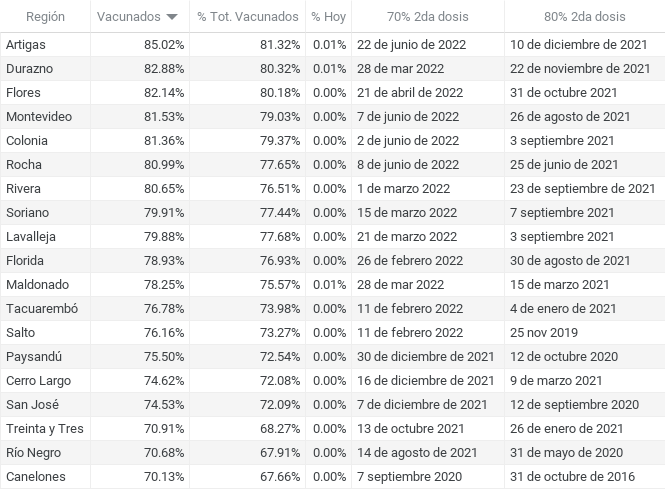 Región Vacunados % Tot. Vacunados % Hoy 70% 2da dosis 80% 2da dosis
Artigas 85.02% 81.32% 0.01% 22 de junio de 2022 10 de diciembre de 2021
Durazno 82.88% 80.32% 0.01% 28 de mar 2022 22 de noviembre de 2021
Flores 82.14% 80.18% 0.00% 21 de abril de 2022 31 de octubre 2021
Montevideo 81.53% 79.03% 0.00% 7 de junio de 2022 26 de agosto de 2021
Colonia 81.36% 79.37% 0.00% 2 de junio de 2022 3 septiembre 2021
Rocha 80.99% 77.65% 0.00% 8 de junio de 2022 25 de junio de 2021
Rivera 80.65% 76.51% 0.00% 1 de marzo 2022 23 de septiembre de 2021
Soriano 79.91% 77.44% 0.00% 15 de marzo 2022 7 septiembre 2021
Lavalleja 79.88% 77.68% 0.00% 21 de marzo 2022 3 septiembre 2021
Florida 78.93% 76.93% 0.00% 26 de febrero 2022 30 de agosto de 2021
Maldonado 78.25% 75.57% 0.01% 28 de mar 2022 15 de marzo 2021
Tacuarembó 76.78% 73.98% 0.00% 11 de febrero 2022 4 de enero de 2021
Salto 76.16% 73.27% 0.00% 11 de febrero 2022 25 nov 2019
Paysandú 75.50% 72.54% 0.00% 30 de diciembre de 2021 12 de octubre 2020
Cerro Largo 74.62% 72.08% 0.00% 16 de diciembre de 2021 9 de marzo 2021
San José 74.53% 72.09% 0.00% 7 de diciembre de 2021 12 de septiembre 2020
Treinta y Tres 70.91% 68.27% 0.00% 13 de octubre 2021 26 de enero de 2021
Río Negro 70.68% 67.91% 0.00% 14 de agosto de 2021 31 de mayo de 2020
Canelones 70.13% 67.66% 0.00% 7 septiembre 2020 31 de octubre de 2016